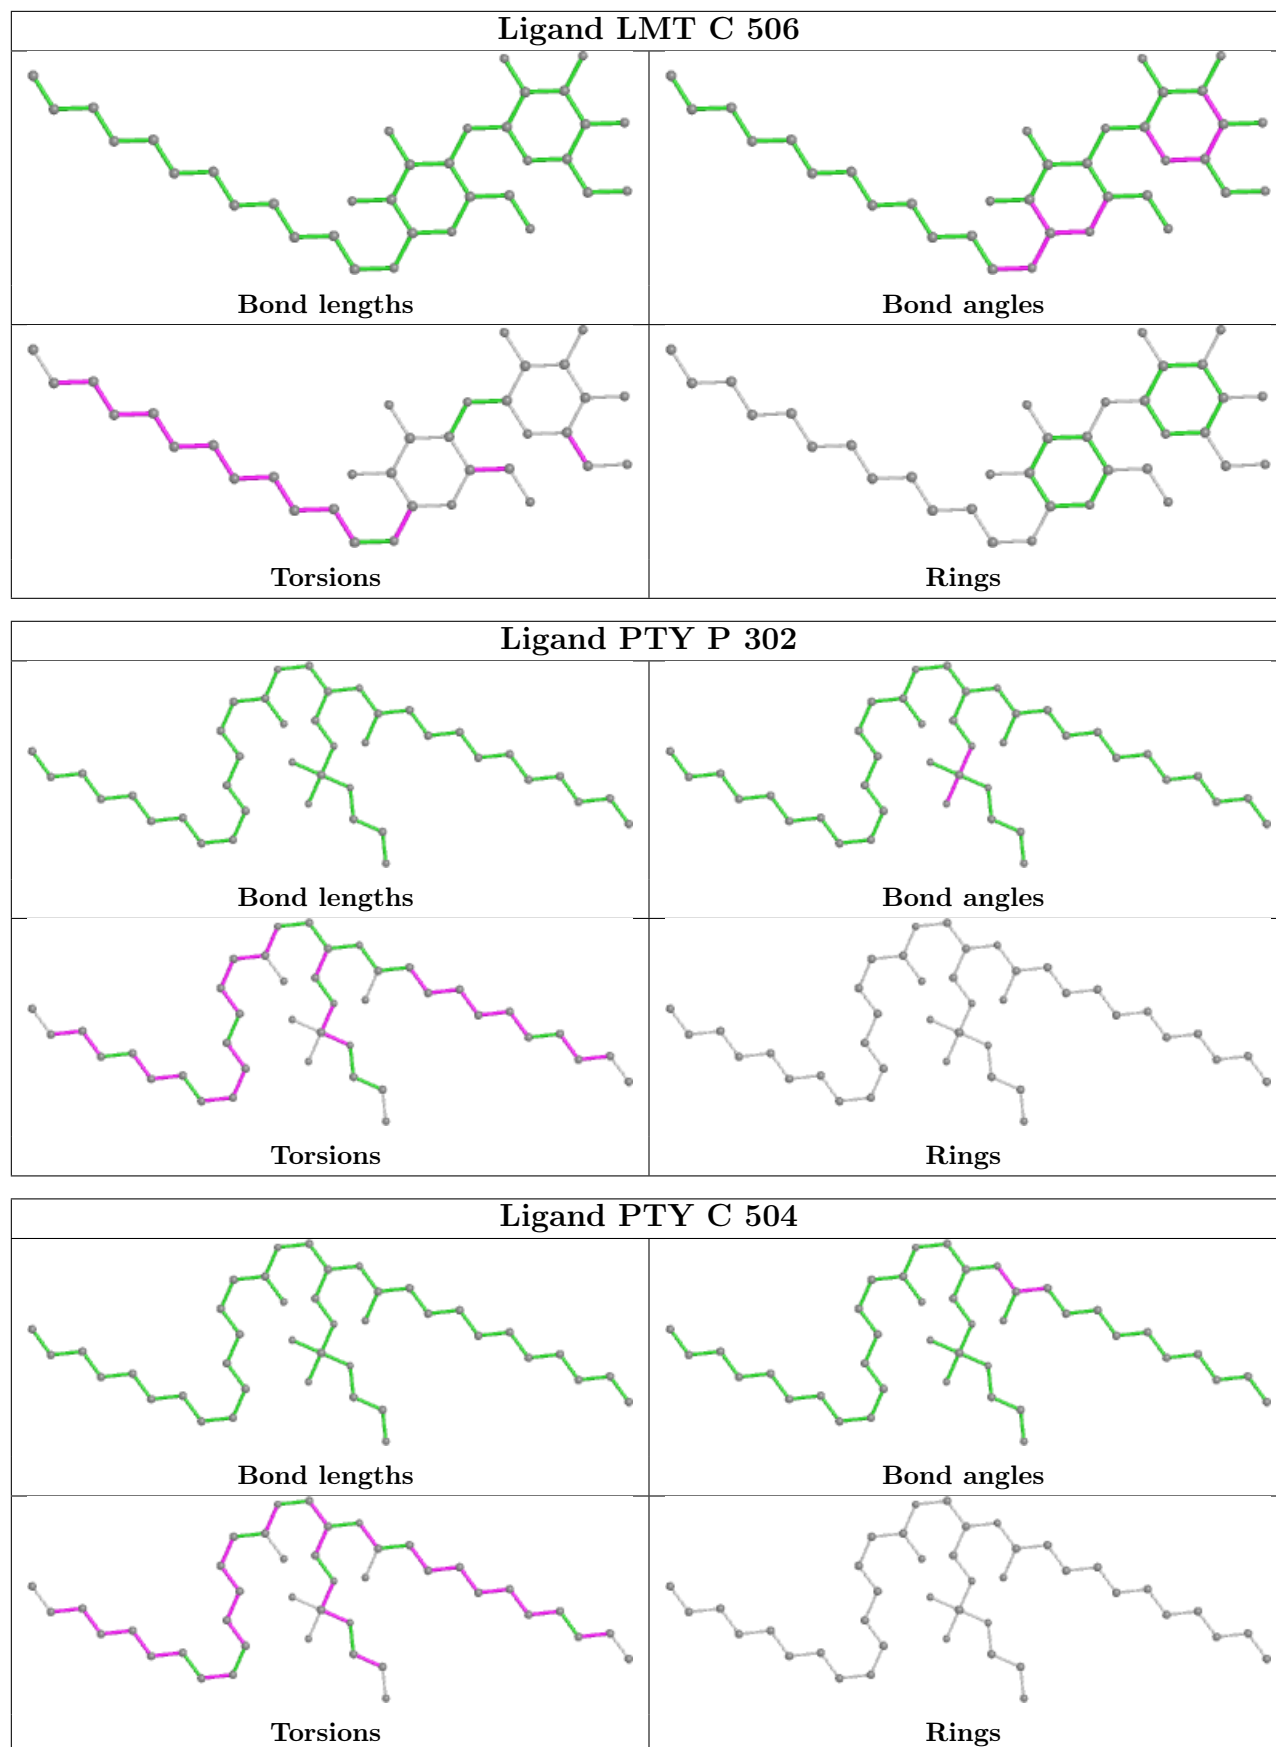 Ligand LMT C 506
Bond lengths
Bond angles
Torsions
Rings
Ligand PTY P 302
Bond lengths
Bond angles
Torsions
Rings
Ligand PTY C 504
Bond lengths
Bond angles
Torsions
Rings